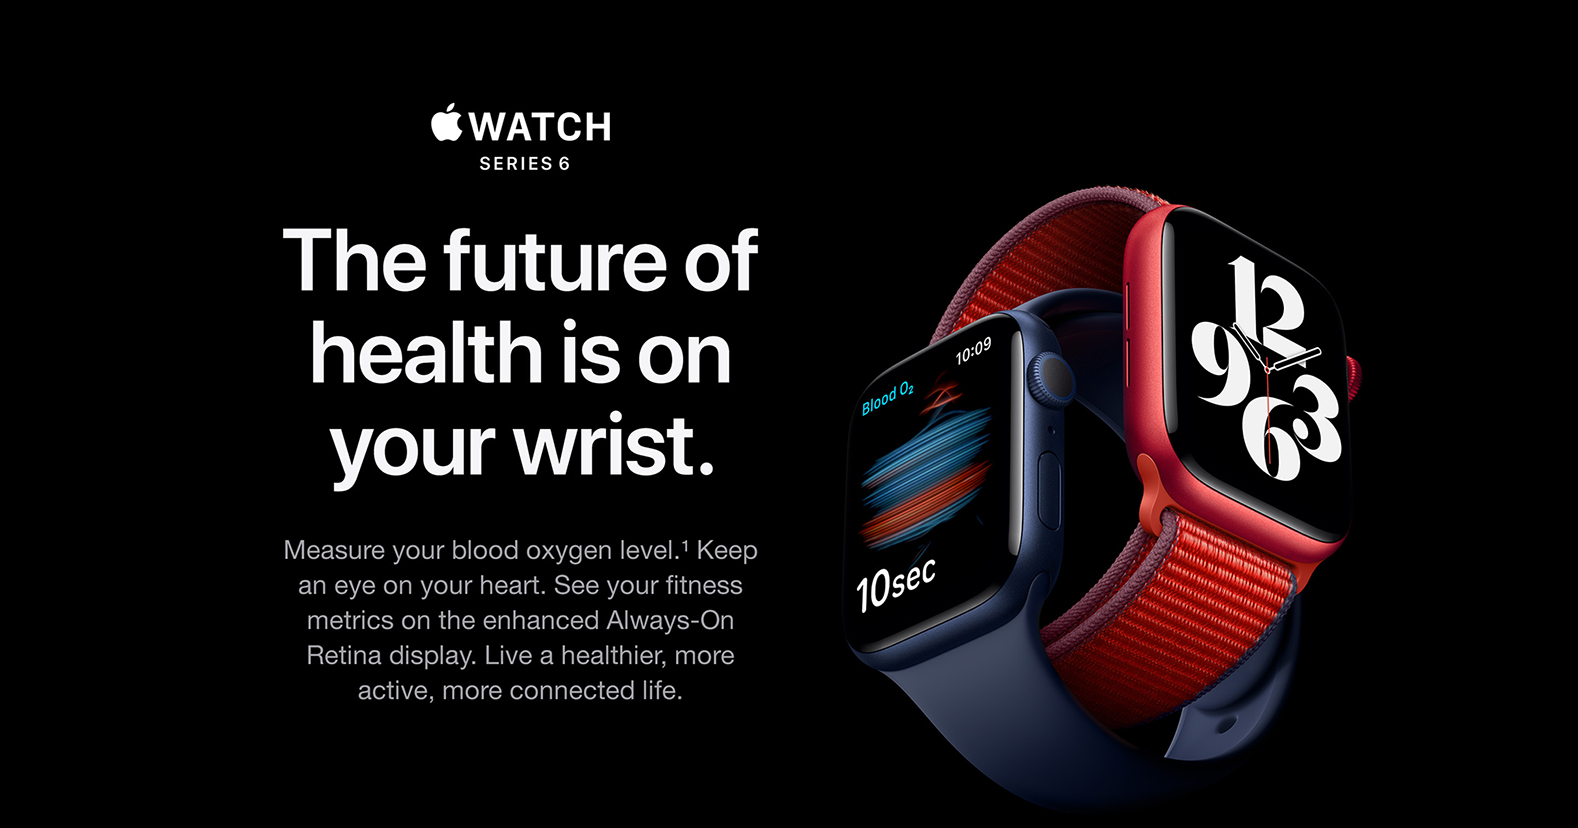 WATCH
SERIES 6
The future of
health is on
your wrist.
Measure your blood oxygen level.¹ Keep
an eye on your heart. See your fitness
metrics on the enhanced Always-On
Retina display. Live a healthier, more
active, more connected life.
10:09
Blood O₂
10sec
12
9 3
6